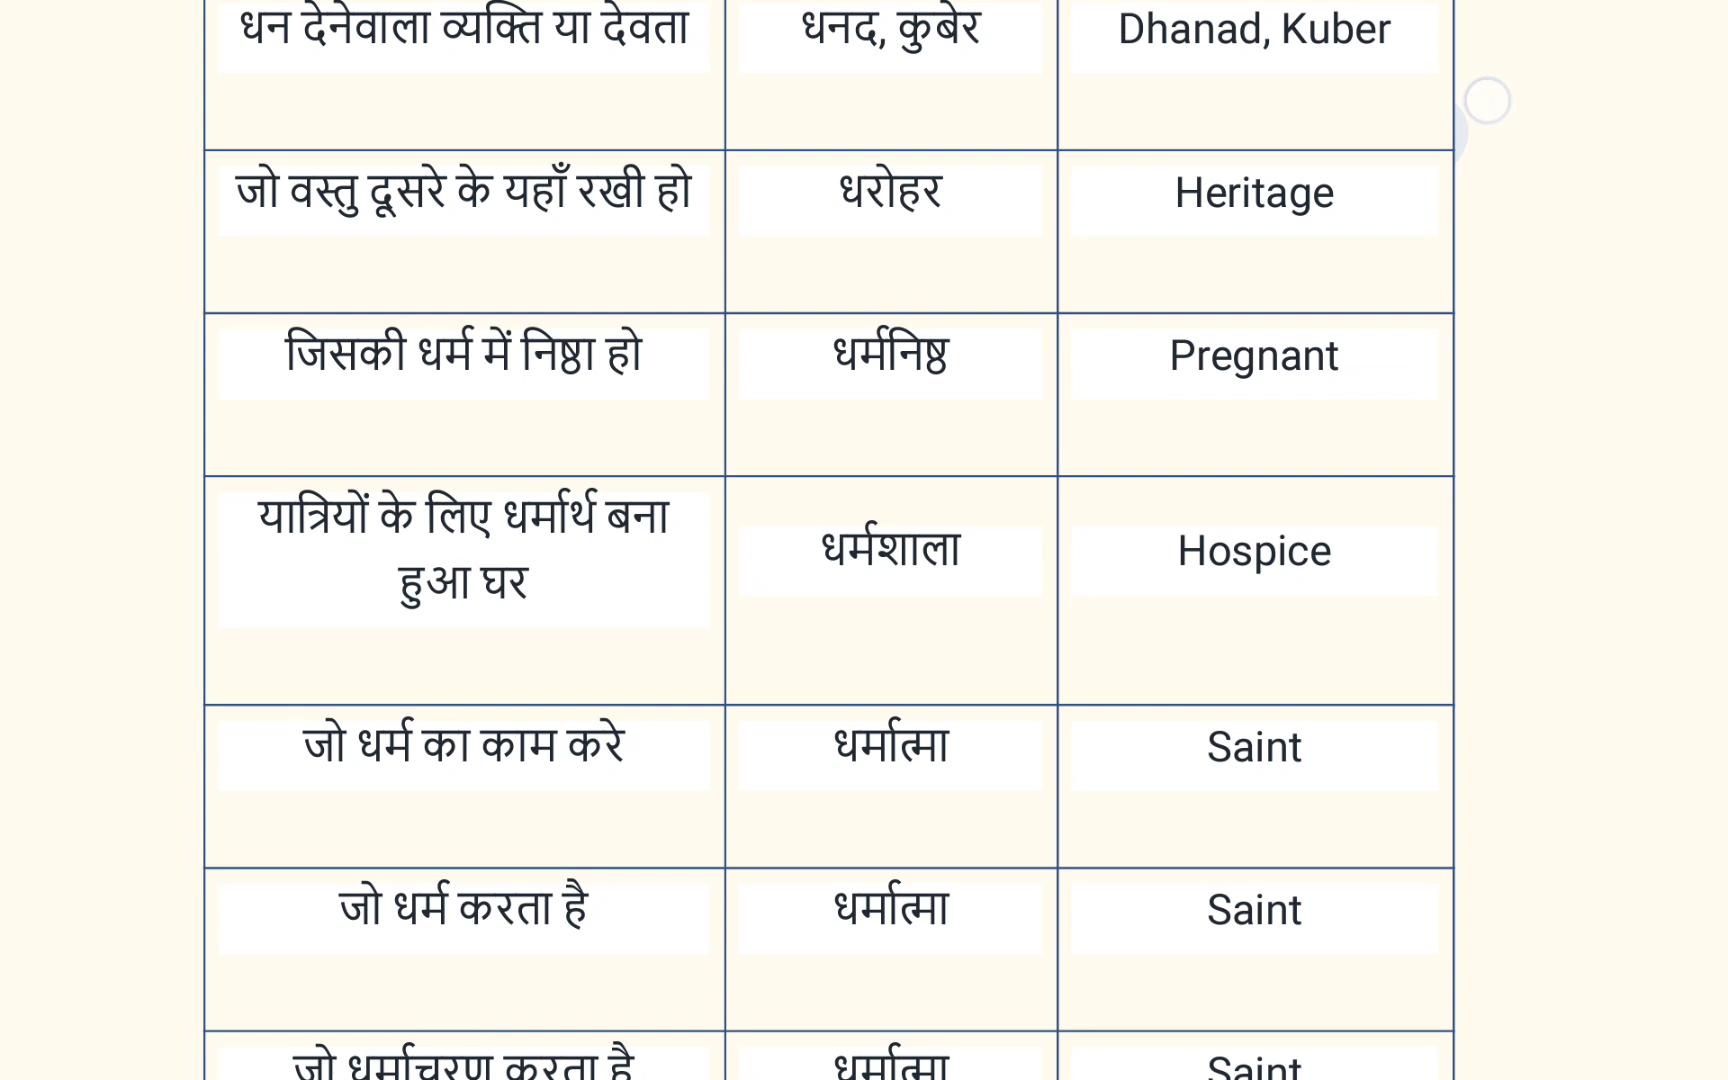 धन देनेवाला व्यक्ति या देवता धनद, कुबेर Dhanad, Kuber
जो वस्तु दूसरे के यहाँ रखी हो धरोहर Heritage
जिसकी धर्म में निष्ठा हो धर्मनिष्ठ Pregnant
यात्रियों के लिए धर्मार्थ बना
हुआ घर
धर्मशाला Hospice
जो धर्म का काम करे धर्मात्मा Saint
जो धर्म करता है धर्मात्मा Saint
जो धर्माचरण करता है धर्मात्मा Saint